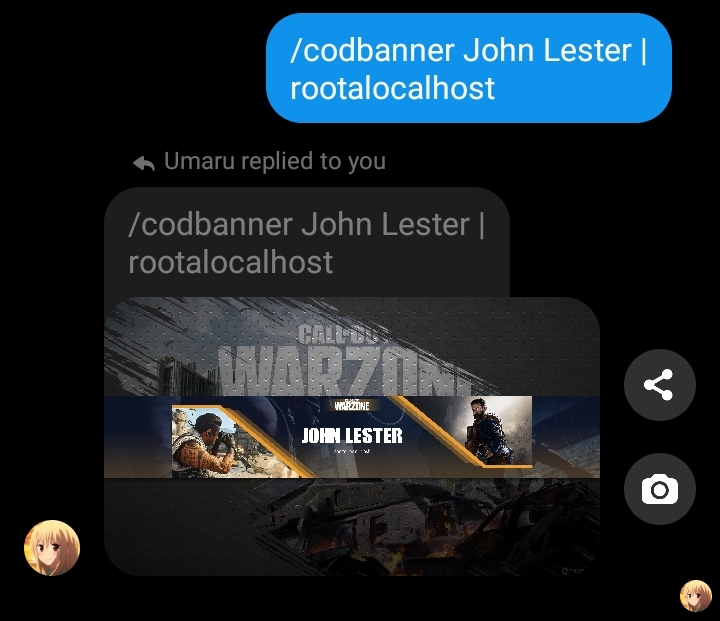 /codbanner John Lester |
rootalocalhost
Umaru replied to you
/codbanner John Lester |
rootalocalhost
CALL OF DUTY
WARZONE
WARZONE
JOHN LESTER